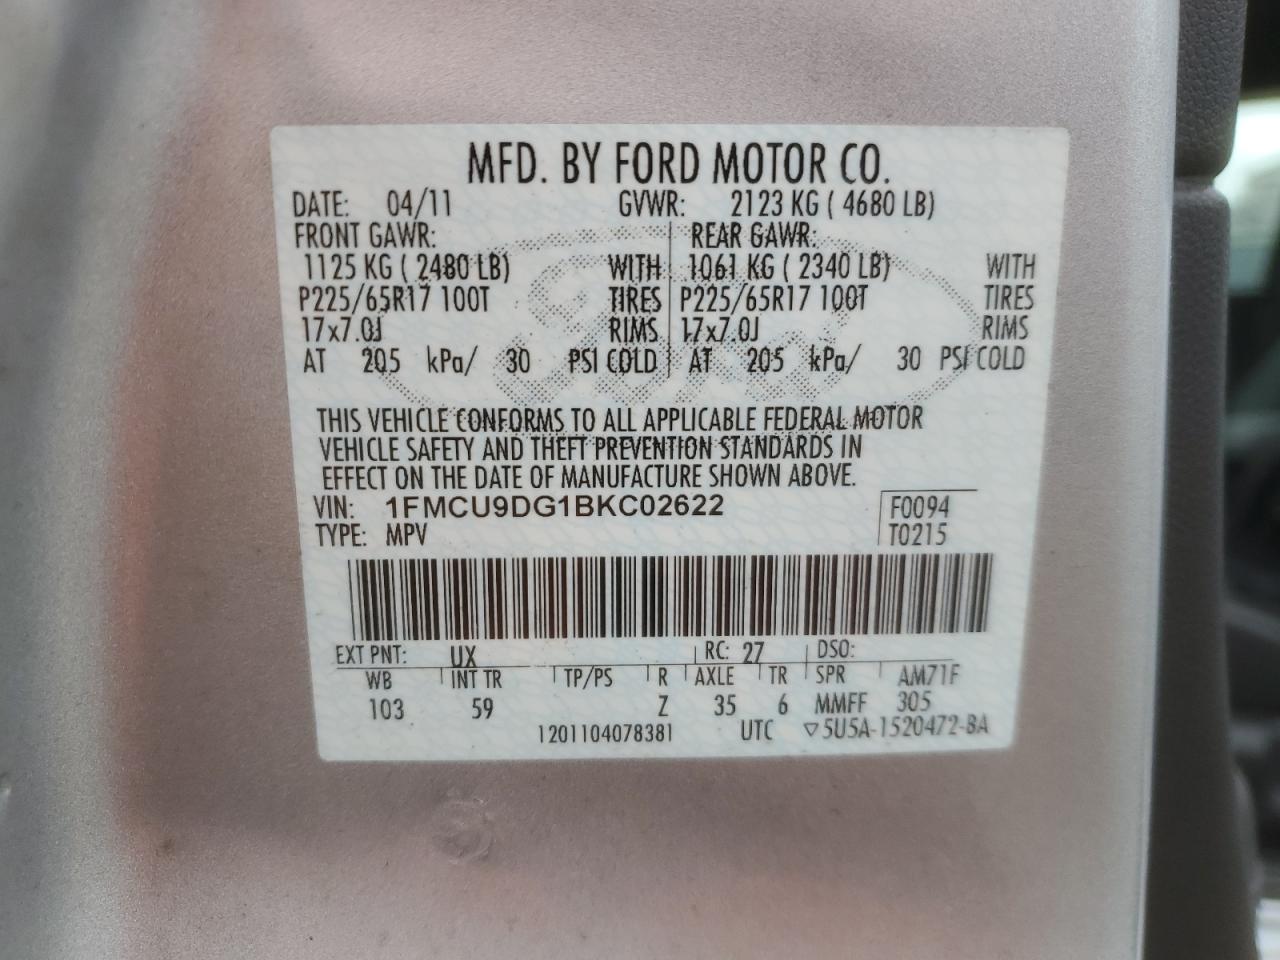 MFD. BY FORD MOTOR CO.
DATE: 04/11 GVWR: 2123 KG ( 4680 LB)
FRONT GAWR: REAR GAWR:
1125 KG ( 2480 LB) WITH 1061 KG ( 2340 LB) WITH
P225/65R17 100T TIRES P225/65R17 100T TIRES
17x7.0J RIMS 17x7.0J RIMS
AT 205 kPa/ 30 PSI COLD AT 205 kPa/ 30 PSI COLD
THIS VEHICLE CONFORMS TO ALL APPLICABLE FEDERAL MOTOR
VEHICLE SAFETY AND THEFT PREVENTION STANDARDS IN
EFFECT ON THE DATE OF MANUFACTURE SHOWN ABOVE.
VIN: 1FMCU9DG1BKC02622 F0094
TYPE: MPV T0215
EXT PNT: UX RC: 27 DSO:
WB INT TR TP/PS R AXLE TR SPR AM71F
103 59 Z 35 6 MMFF 305
1201104078381 UTC ▽5U5A-1520472-BA